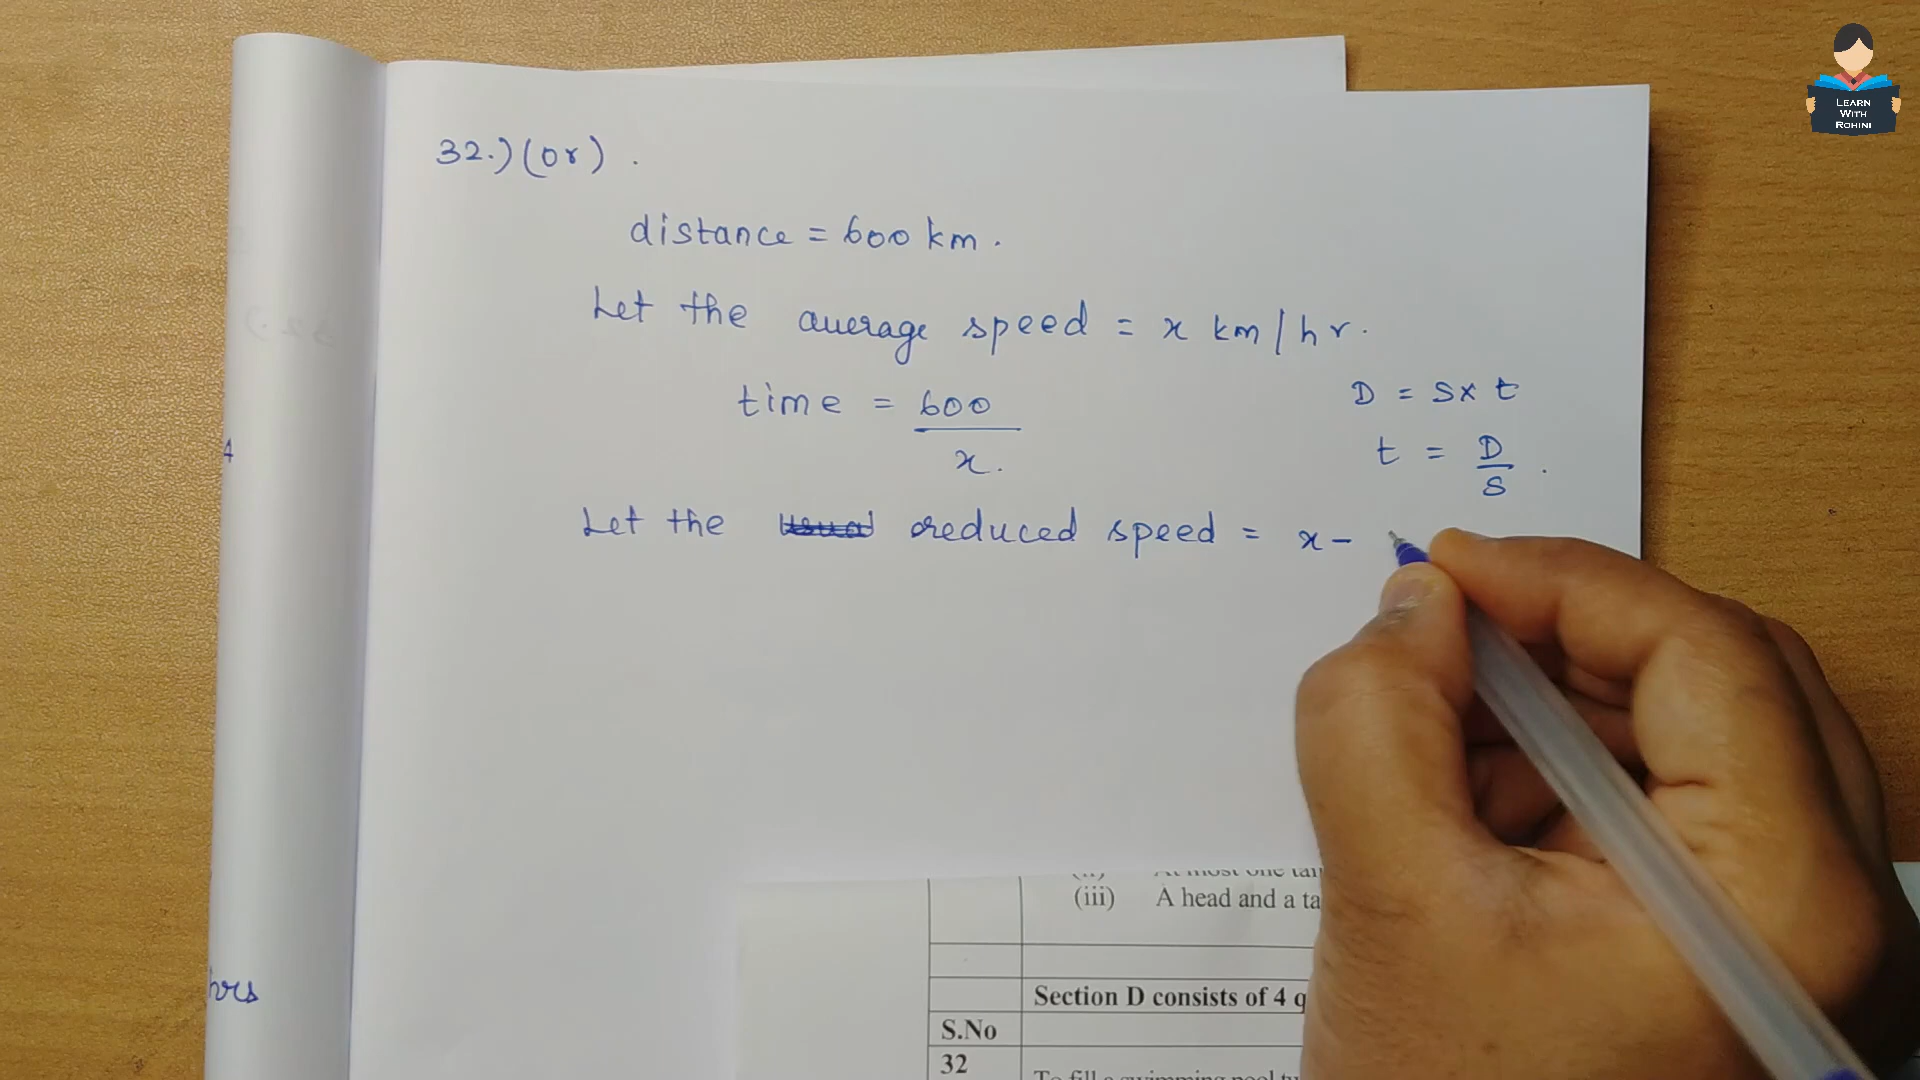 LEARN
WITH
ROHINI
32.) (or) .
distance = 600 km .
Let the average speed = x km/hr.
time = 600
x.
D = S x t
t = D
S .
Let the reduced speed = x -
4
hrs
(iii) A head and a ta
Section D consists of 4 q
S.No
32